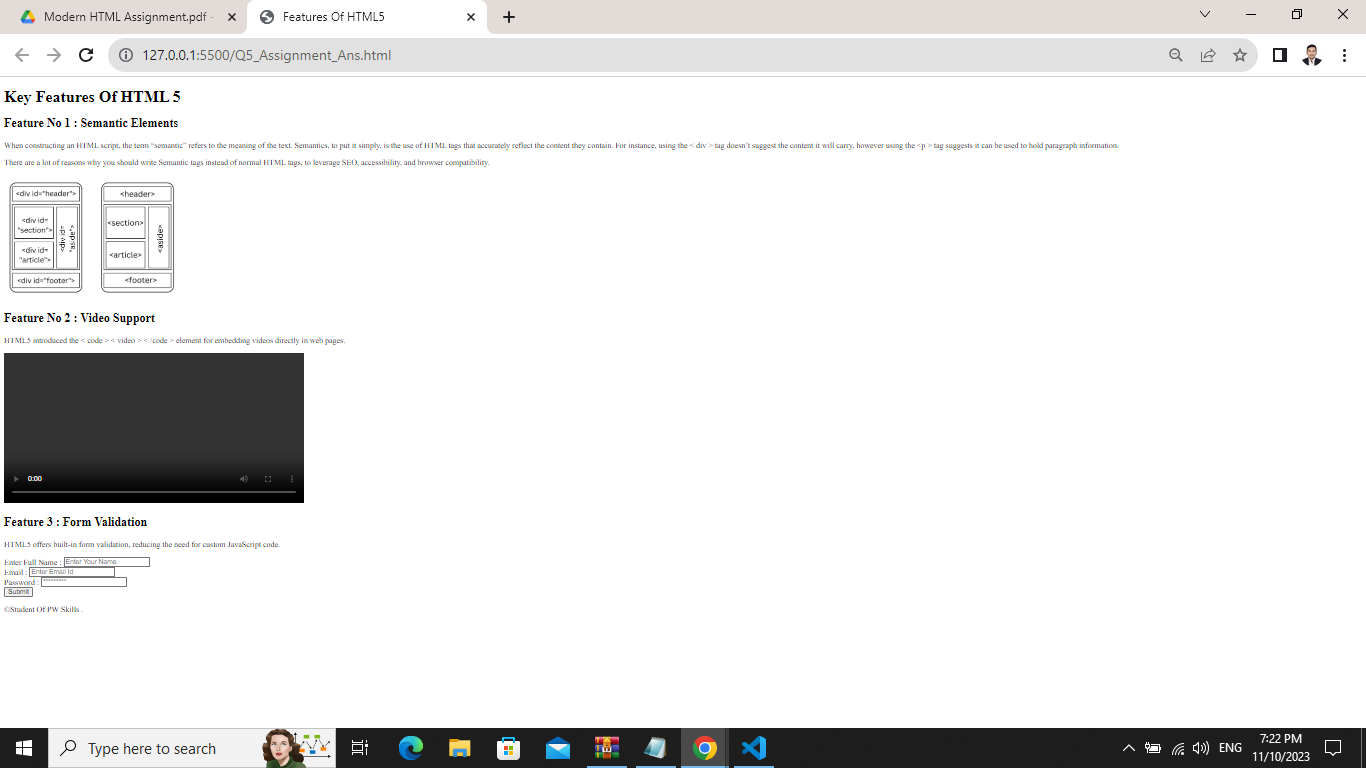 Modern HTML Assignment.pdf -
Features Of HTML5
127.0.0.1:5500/Q5_Assignment_Ans.html
Key Features Of HTML 5
Feature No 1 : Semantic Elements
When constructing an HTML script, the term “semantic” refers to the meaning of the text. Semantics, to put it simply, is the use of HTML tags that accurately reflect the content they contain. For instance, using the < div > tag doesn’t suggest the content it will carry, however using the <p > tag suggests it can be used to hold paragraph information.
There are a lot of reasons why you should write Semantic tags instead of normal HTML tags, to leverage SEO, accessibility, and browser compatibility.
<div id="header">
<div id=
"section">
<div id=
"aside">
<div id=
"article">
<div id="footer">
<header>
<section>
<aside>
<article>
<footer>
Feature No 2 : Video Support
HTML5 introduced the < code > < video > < /code > element for embedding videos directly in web pages.
0:00
Feature 3 : Form Validation
HTML5 offers built-in form validation, reducing the need for custom JavaScript code.
Enter Full Name : Enter Your Name
Email : Enter Email Id
Password : *********
Submit
©Student Of PW Skills .
Type here to search
ENG
7:22 PM
11/10/2023